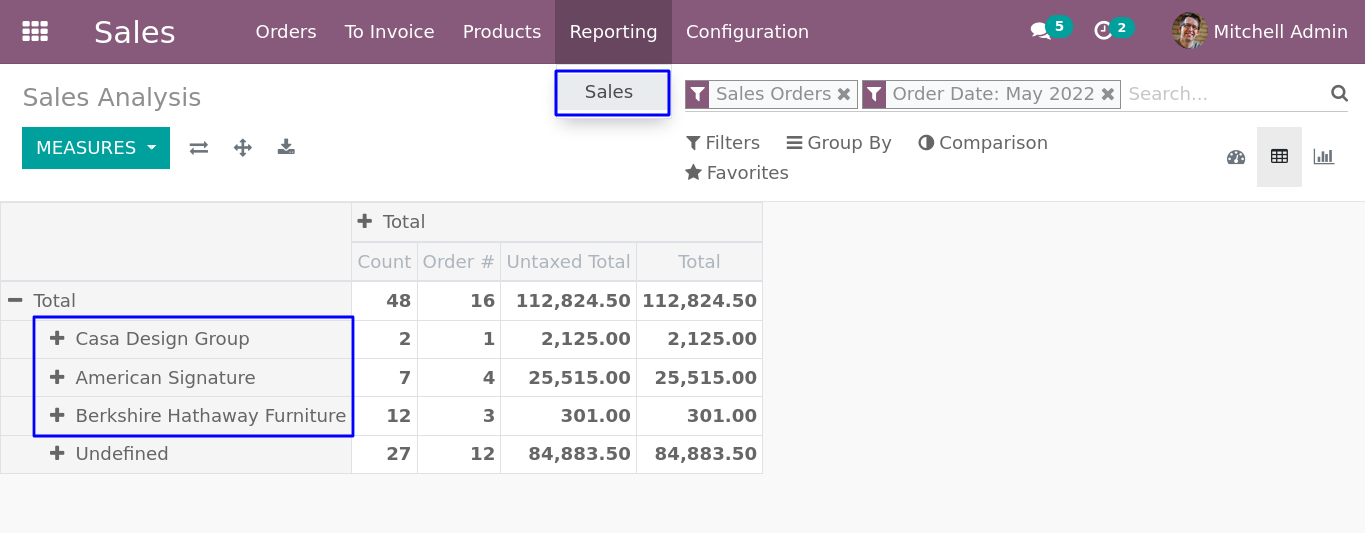 Sales Orders To Invoice Products Reporting Configuration 5 2 Mitchell Admin
Sales Analysis
Sales
Sales Orders Order Date: May 2022 Search...
MEASURES
Filters Group By Comparison
Favorites
Total
Count Order # Untaxed Total Total
Total 48 16 112,824.50 112,824.50
Casa Design Group 2 1 2,125.00 2,125.00
American Signature 7 4 25,515.00 25,515.00
Berkshire Hathaway Furniture 12 3 301.00 301.00
Undefined 27 12 84,883.50 84,883.50